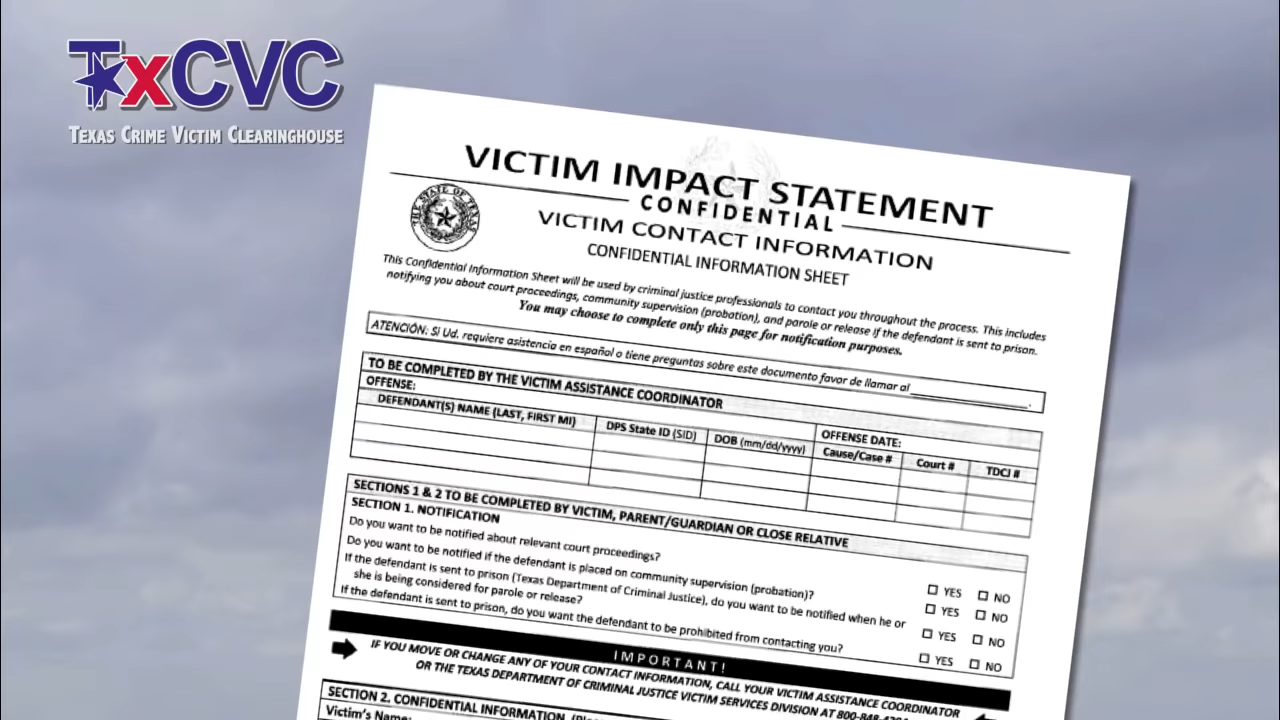 TxCVC
TEXAS CRIME VICTIM CLEARINGHOUSE
VICTIM IMPACT STATEMENT
CONFIDENTIAL
THE STATE OF TEXAS
VICTIM CONTACT INFORMATION
CONFIDENTIAL INFORMATION SHEET
This Confidential Information Sheet will be used by criminal justice professionals to contact you throughout the process. This includes
notifying you about court proceedings, community supervision (probation), and parole or release if the defendant is sent to prison.
You may choose to complete only this page for notification purposes.
ATENCIÓN: Si Ud. requiere asistencia en español o tiene preguntas sobre este documento favor de llamar al ____________________.
TO BE COMPLETED BY THE VICTIM ASSISTANCE COORDINATOR
OFFENSE: OFFENSE DATE:
DEFENDANT(S) NAME (LAST, FIRST MI) DPS State ID (SID) DOB (mm/dd/yyyy) Cause/Case # Court # TDCJ #
SECTIONS 1 & 2 TO BE COMPLETED BY VICTIM, PARENT/GUARDIAN OR CLOSE RELATIVE
SECTION 1. NOTIFICATION
Do you want to be notified about relevant court proceedings? ☐ YES ☐ NO
Do you want to be notified if the defendant is placed on community supervision (probation)? ☐ YES ☐ NO
If the defendant is sent to prison (Texas Department of Criminal Justice), do you want to be notified when he or
she is being considered for parole or release? ☐ YES ☐ NO
If the defendant is sent to prison, do you want the defendant to be prohibited from contacting you? ☐ YES ☐ NO
IMPORTANT!
IF YOU MOVE OR CHANGE ANY OF YOUR CONTACT INFORMATION, CALL YOUR VICTIM ASSISTANCE COORDINATOR
OR THE TEXAS DEPARTMENT OF CRIMINAL JUSTICE VICTIM SERVICES DIVISION AT
SECTION 2. CONFIDENTIAL INFORMATION
Victim's Name: